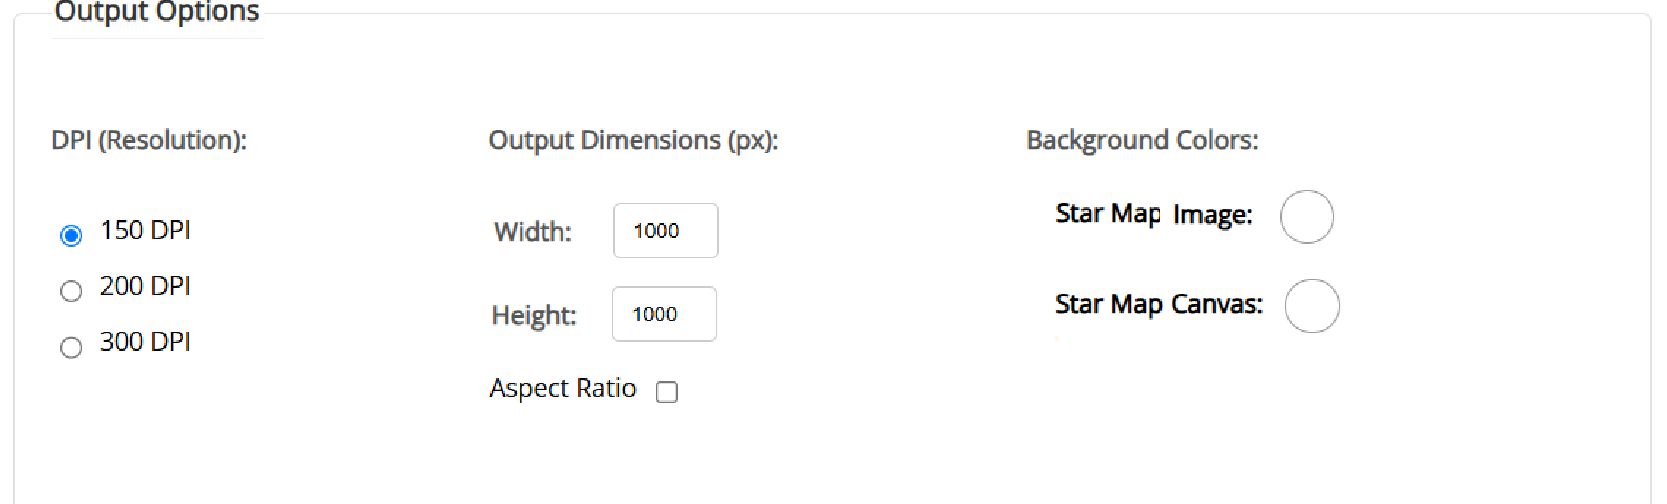 Output Options
DPI (Resolution):
150 DPI
200 DPI
300 DPI
Output Dimensions (px):
Width: 1000
Height: 1000
Aspect Ratio
Background Colors:
Star Map Image:
Star Map Canvas: